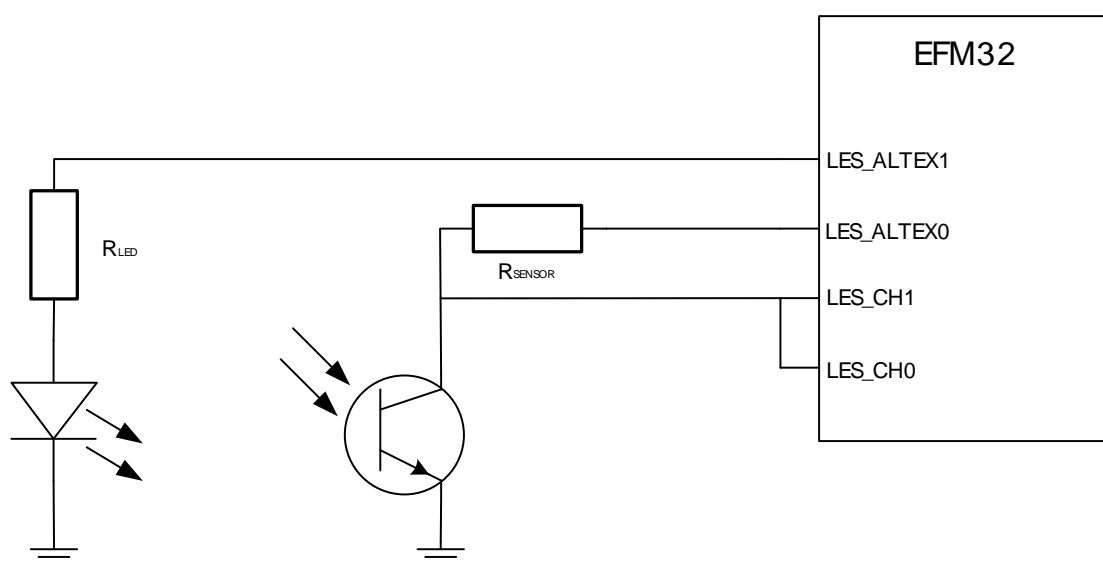 EFM32
LES_ALTEX1
LES_ALTEX0
LES_CH1
LES_CH0
RLED
RSENSOR